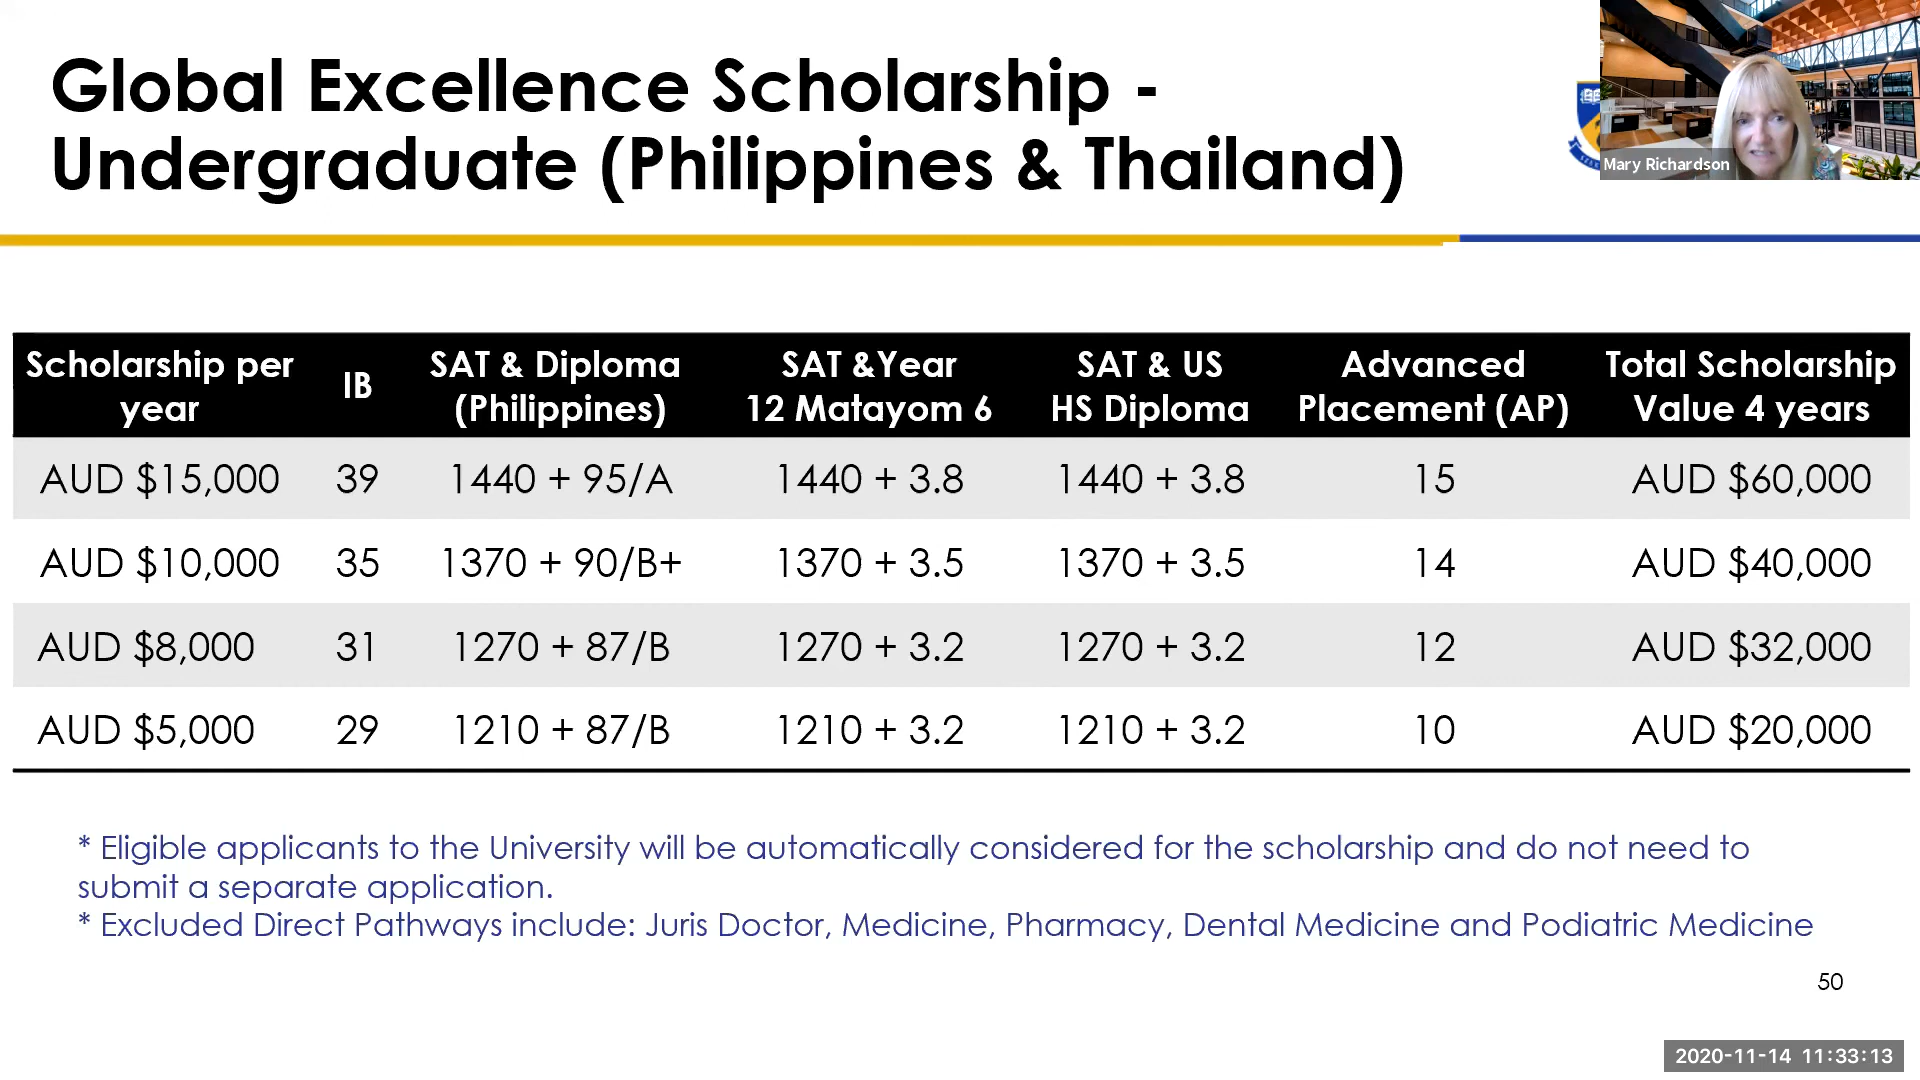 Global Excellence Scholarship -
Undergraduate (Philippines & Thailand)
Mary Richardson
Scholarship per year IB SAT & Diploma (Philippines) SAT &Year 12 Matayom 6 SAT & US HS Diploma Advanced Placement (AP) Total Scholarship Value 4 years
AUD $15,000 39 1440 + 95/A 1440 + 3.8 1440 + 3.8 15 AUD $60,000
AUD $10,000 35 1370 + 90/B+ 1370 + 3.5 1370 + 3.5 14 AUD $40,000
AUD $8,000 31 1270 + 87/B 1270 + 3.2 1270 + 3.2 12 AUD $32,000
AUD $5,000 29 1210 + 87/B 1210 + 3.2 1210 + 3.2 10 AUD $20,000
* Eligible applicants to the University will be automatically considered for the scholarship and do not need to
submit a separate application.
* Excluded Direct Pathways include: Juris Doctor, Medicine, Pharmacy, Dental Medicine and Podiatric Medicine
50
2020-11-14 11:33:13